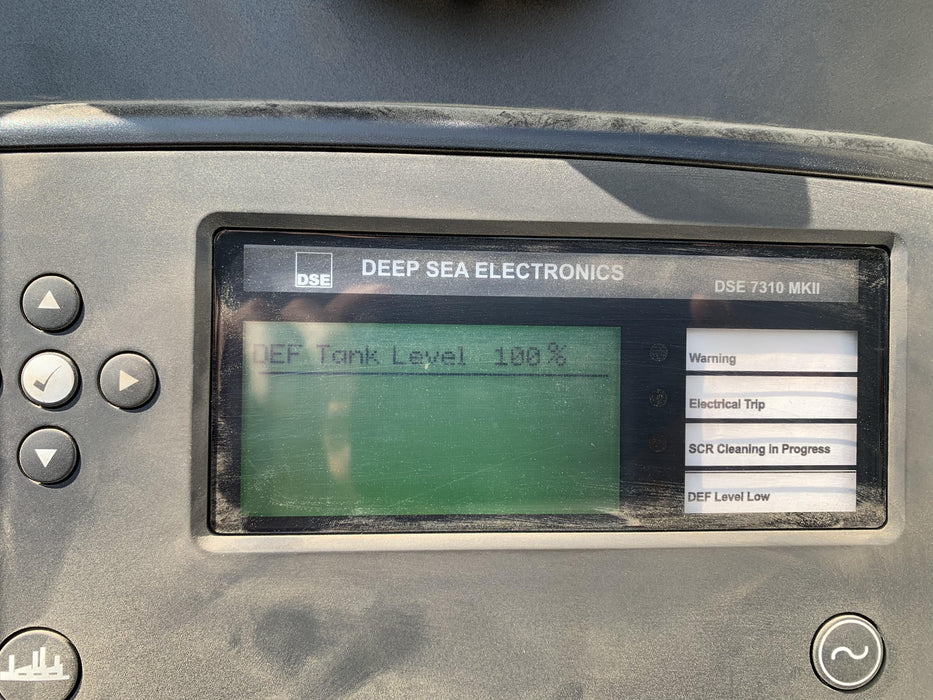 DSE
DEEP SEA ELECTRONICS
DSE 7310 MKII
DEF Tank Level 100%
Warning
Electrical Trip
SCR Cleaning in Progress
DEF Level Low